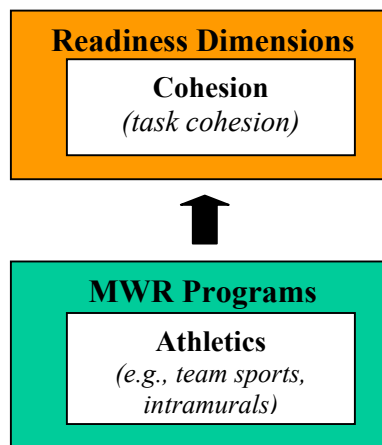 Readiness Dimensions
Cohesion
(task cohesion)
MWR Programs
Athletics
(e.g., team sports,
intramurals)